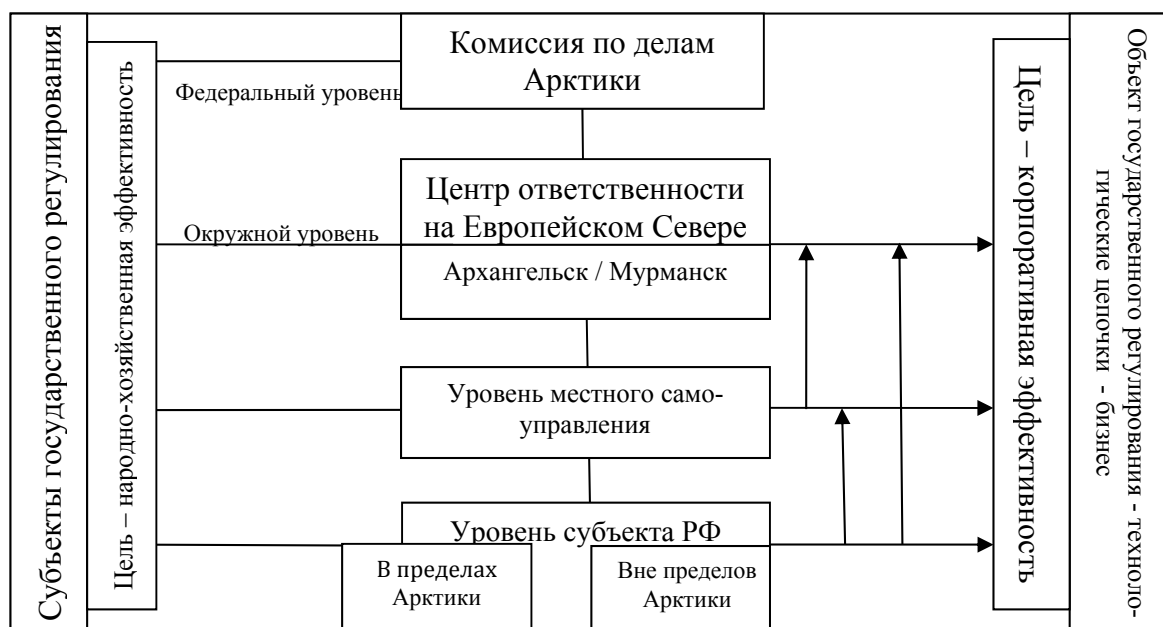 Субъекты государственного регулирования
Цель – народно-хозяйственная эффективность
Комиссия по делам
Арктики
Федеральный уровень
Центр ответственности
на Европейском Севере
Окружной уровень
Архангельск / Мурманск
Уровень местного само-
управления
Уровень субъекта РФ
В пределах
Арктики
Вне пределов
Арктики
Цель – корпоративная эффективность
Объект государственного регулирования - техноло-
гические цепочки - бизнес